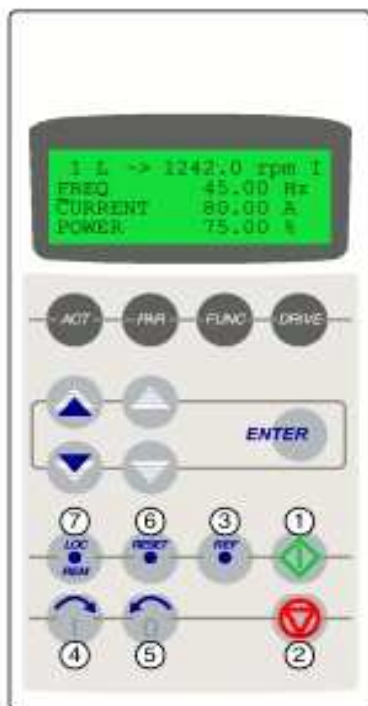 1 L -> 1242.0 rpm I
FREQ 45.00 Hz
CURRENT 80.00 A
POWER 75.00 %
ACT PAR FUNC DRIVE
ENTER
7 6 3 1
LOC RESET REF
REM
I 0
4 5 2